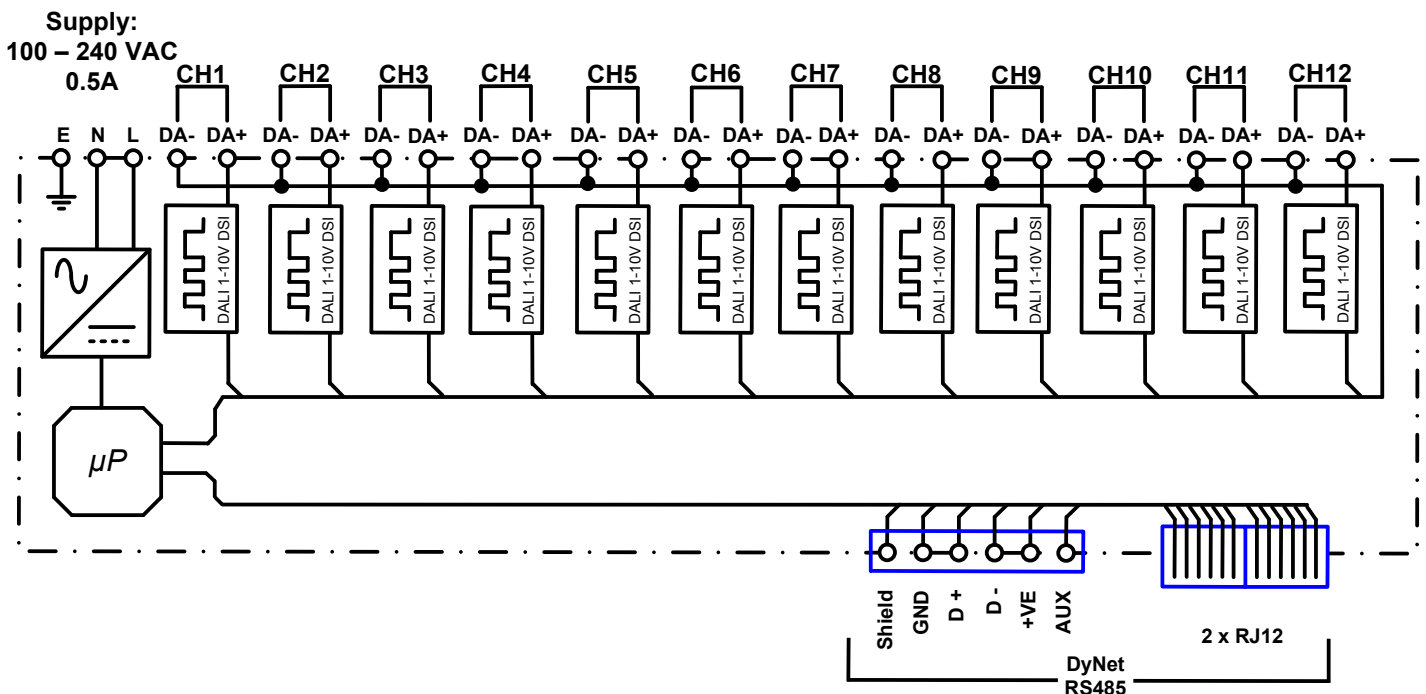 Supply:
100 – 240 VAC
0.5A
CH1 CH2 CH3 CH4 CH5 CH6 CH7 CH8 CH9 CH10 CH11 CH12
E N L DA- DA+ DA- DA+ DA- DA+ DA- DA+ DA- DA+ DA- DA+ DA- DA+ DA- DA+ DA- DA+ DA- DA+ DA- DA+ DA- DA+
DALI 1-10V DSI
DALI 1-10V DSI
DALI 1-10V DSI
DALI 1-10V DSI
DALI 1-10V DSI
DALI 1-10V DSI
DALI 1-10V DSI
DALI 1-10V DSI
DALI 1-10V DSI
DALI 1-10V DSI
DALI 1-10V DSI
DALI 1-10V DSI
µP
Shield
GND
D +
D -
+VE
AUX
2 x RJ12
DyNet
RS485